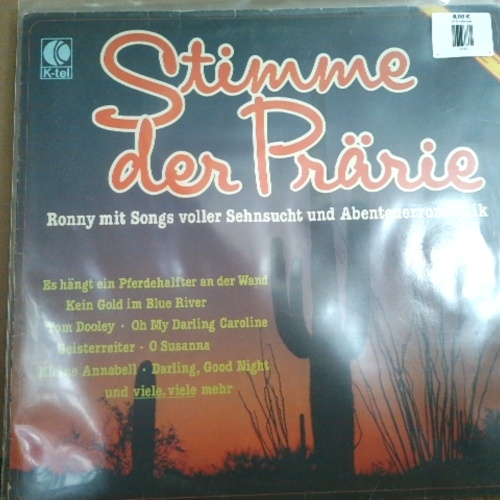 K-tel
8,00 €
Stimme
der Prärie
Ronny mit Songs voller Sehnsucht und Abenteuerromantik
Es hängt ein Pferdehalfter an der Wand
Kein Gold im Blue River
Tom Dooley · Oh My Darling Caroline
Geisterreiter · O Susanna
Kleine Annabell · Darling, Good Night
und viele, viele mehr